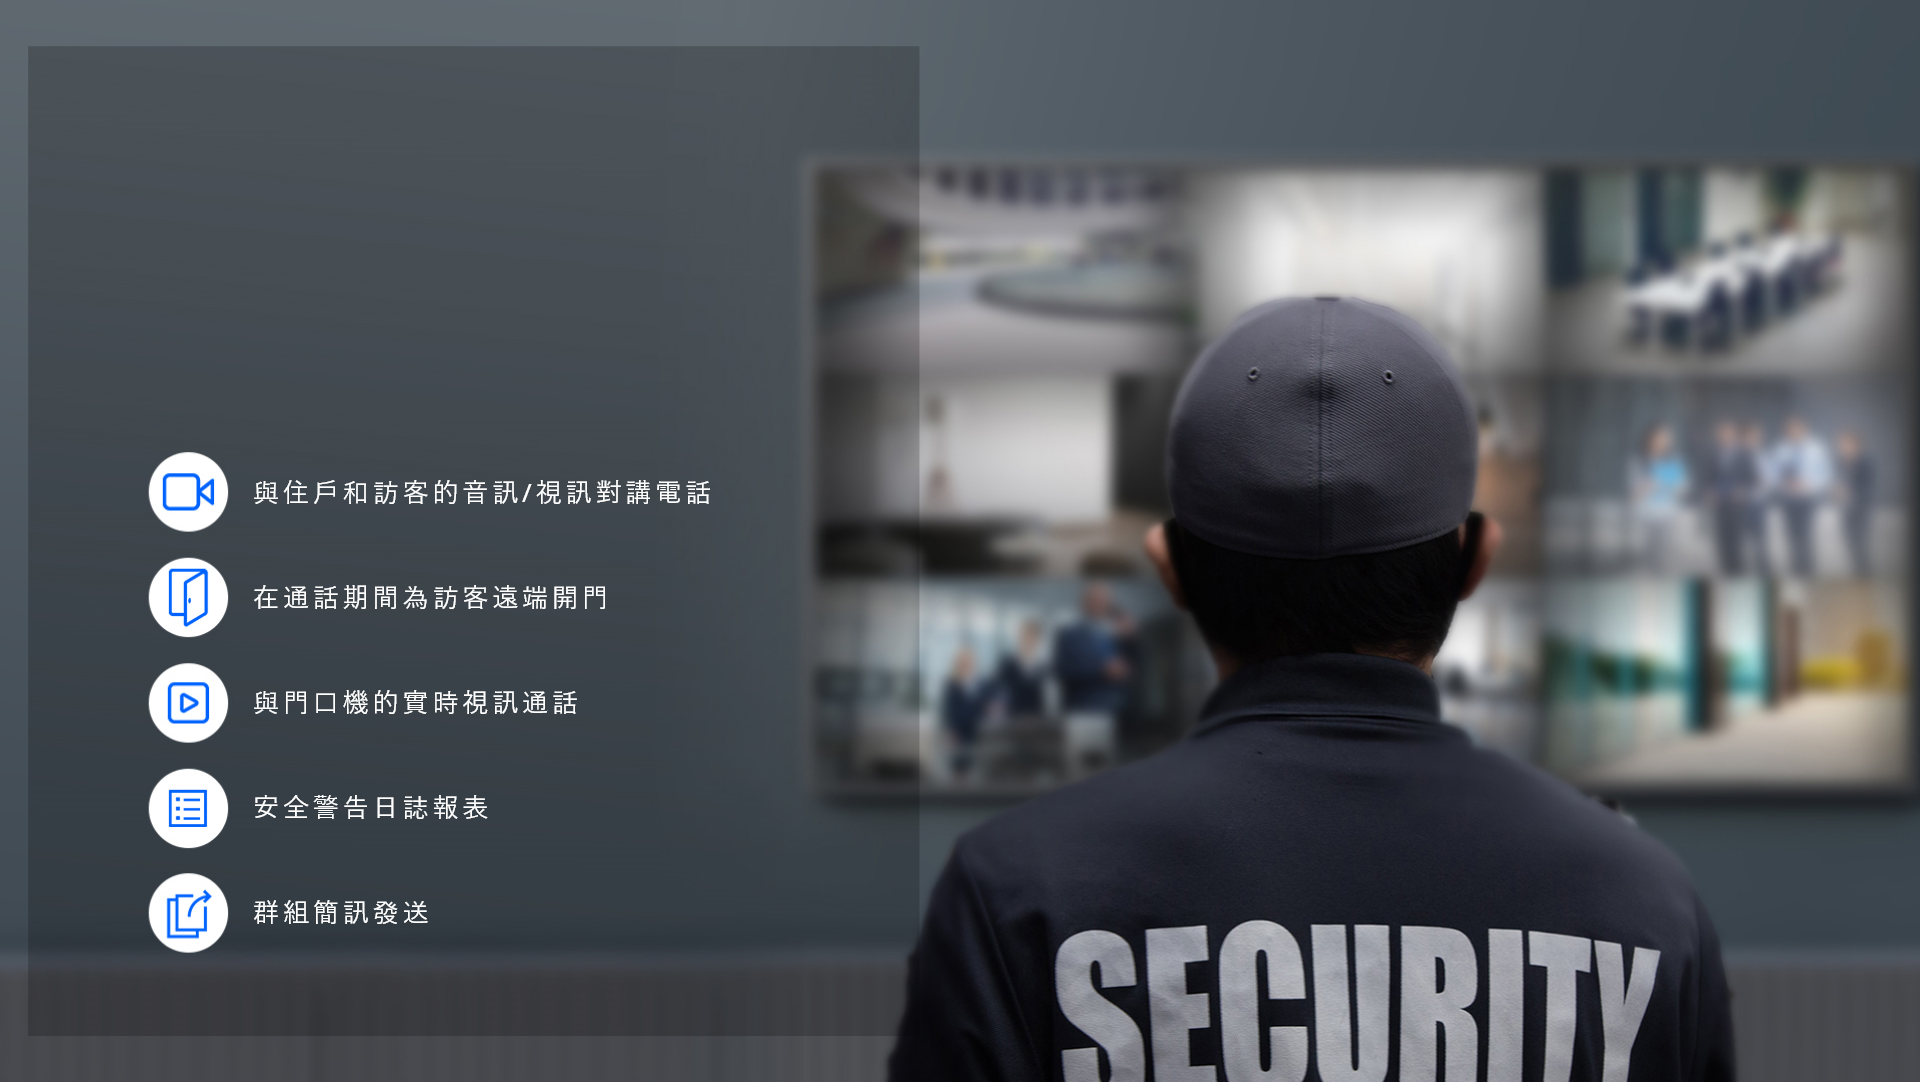 與住戶和訪客的音訊/視訊對講電話
在通話期間為訪客遠端開門
與門口機的實時視訊通話
安全警告日誌報表
群組簡訊發送
SECURITY